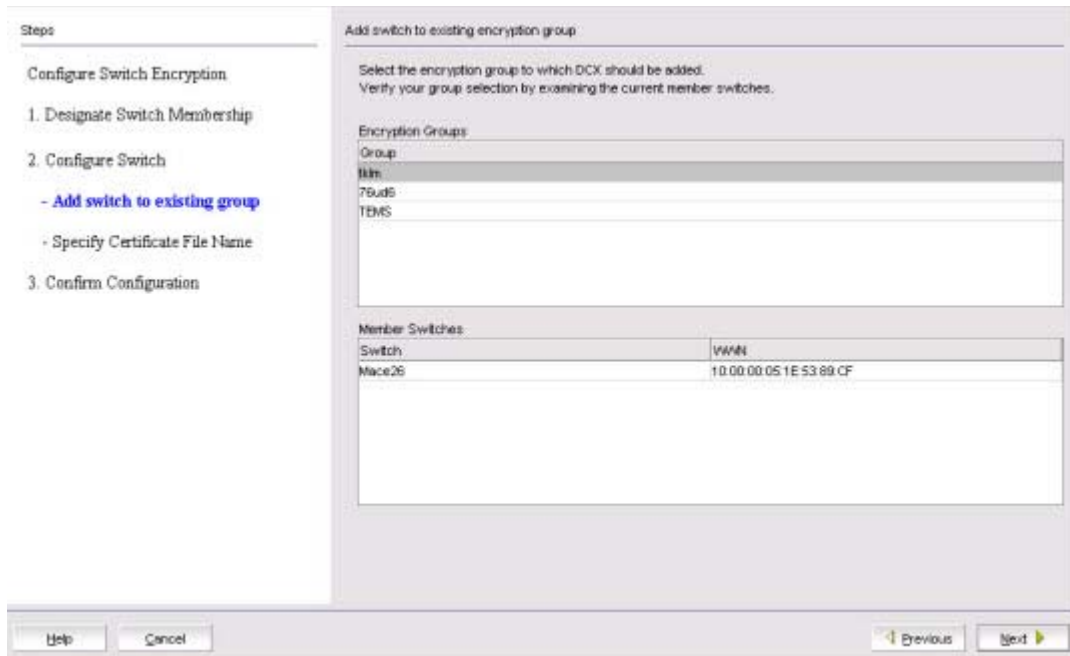 Steps
Configure Switch Encryption
1. Designate Switch Membership
2. Configure Switch
- Add switch to existing group
- Specify Certificate File Name
3. Confirm Configuration
Add switch to existing encryption group
Select the encryption group to which DCX should be added.
Verify your group selection by examining the current member switches.
Encryption Groups
Group
tklm
76ud6
TEMS
Member Switches
Switch WWN
Mace26 10:00:00:05:1E:53:89:CF
Help Cancel Previous Next